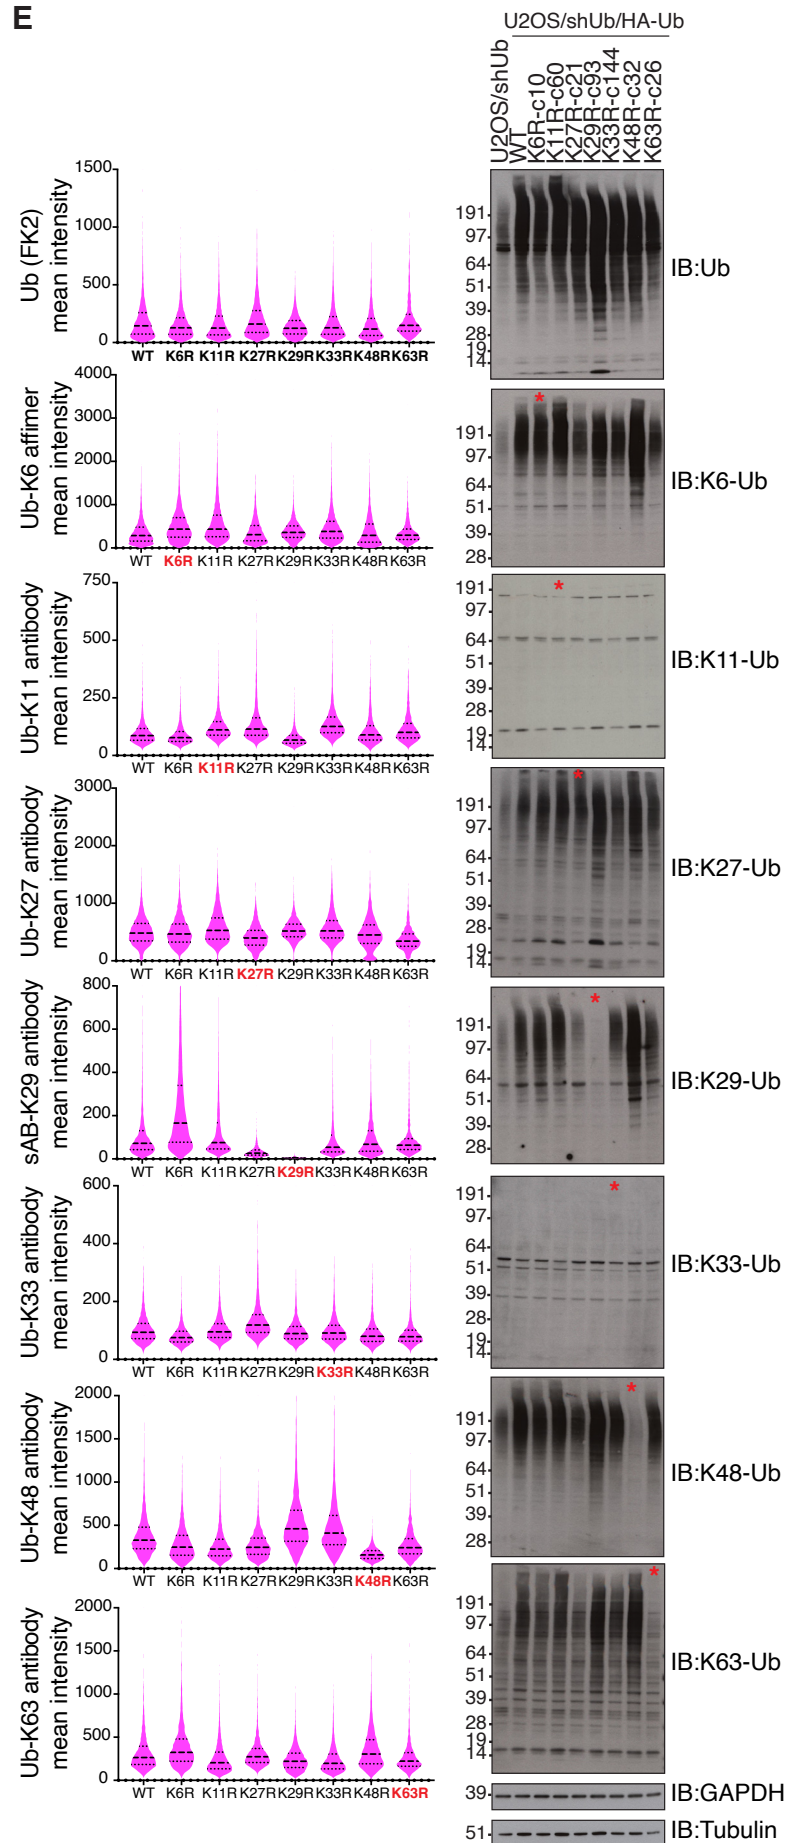 E
U2OS/shUb/HA-Ub
U2OS/shUb
WT
K6R-c10
K11R-c60
K27R-c21
K29R-c93
K33R-c144
K48R-c32
K63R-c26
Ub (FK2)
mean intensity
1500
1000
500
0
WT K6R K11R K27R K29R K33R K48R K63R
191
97
64
51
39
28
19
14
IB:Ub
Ub-K6 affimer
mean intensity
4000
3000
2000
1000
0
WT K6R K11R K27R K29R K33R K48R K63R
*
191
97
64
51
39
28
IB:K6-Ub
Ub-K11 antibody
mean intensity
750
500
250
0
WT K6R K11R K27R K29R K33R K48R K63R
*
191
97
64
51
39
28
19
14
IB:K11-Ub
Ub-K27 antibody
mean intensity
3000
2000
1000
0
WT K6R K11R K27R K29R K33R K48R K63R
*
191
97
64
51
39
28
19
14
IB:K27-Ub
sAB-K29 antibody
mean intensity
800
600
400
200
0
WT K6R K11R K27R K29R K33R K48R K63R
*
191
97
64
51
39
28
IB:K29-Ub
Ub-K33 antibody
mean intensity
600
400
200
0
WT K6R K11R K27R K29R K33R K48R K63R
*
191
97
64
51
39
28
19
14
IB:K33-Ub
Ub-K48 antibody
mean intensity
2000
1500
1000
500
0
WT K6R K11R K27R K29R K33R K48R K63R
*
191
97
64
51
39
28
IB:K48-Ub
Ub-K63 antibody
mean intensity
2000
1500
1000
500
0
WT K6R K11R K27R K29R K33R K48R K63R
*
191
97
64
51
39
28
19
14
IB:K63-Ub
39
IB:GAPDH
51
IB:Tubulin